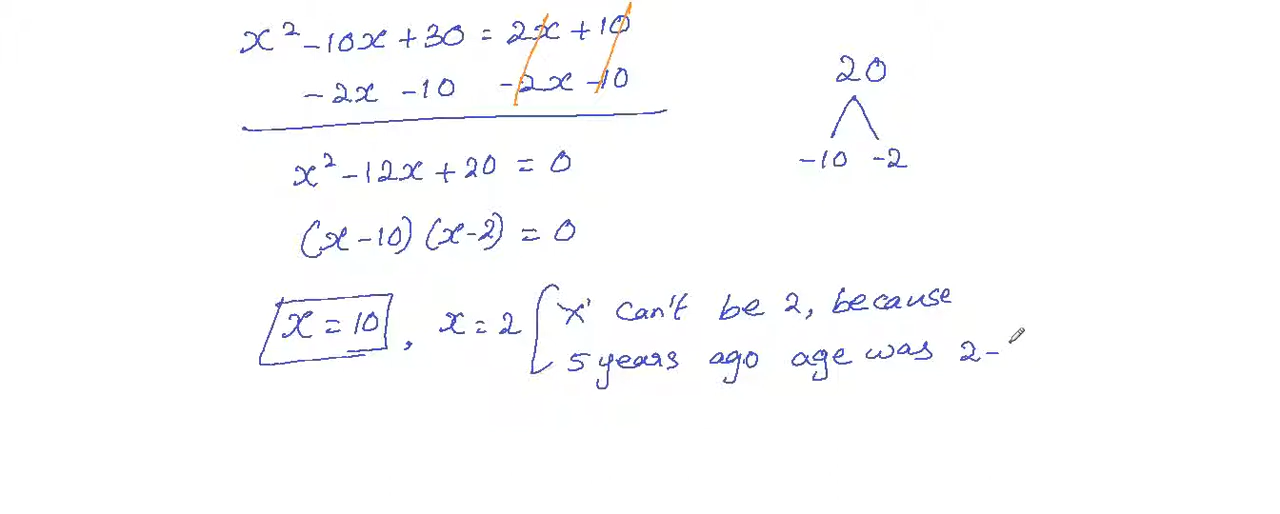 x² - 10x + 30 = 2x + 10
- 2x - 10 - 2x - 10
20
-10 -2
x² - 12x + 20 = 0
(x - 10) (x - 2) = 0
x = 10 , x = 2 [ 'x' can't be 2, because
5 years ago age was 2 -